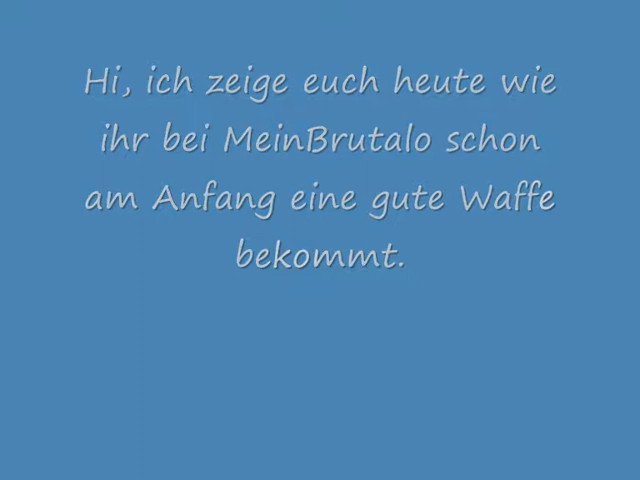 Hi, ich zeige euch heute wie
ihr bei MeinBrutalo schon
am Anfang eine gute Waffe
bekommt.